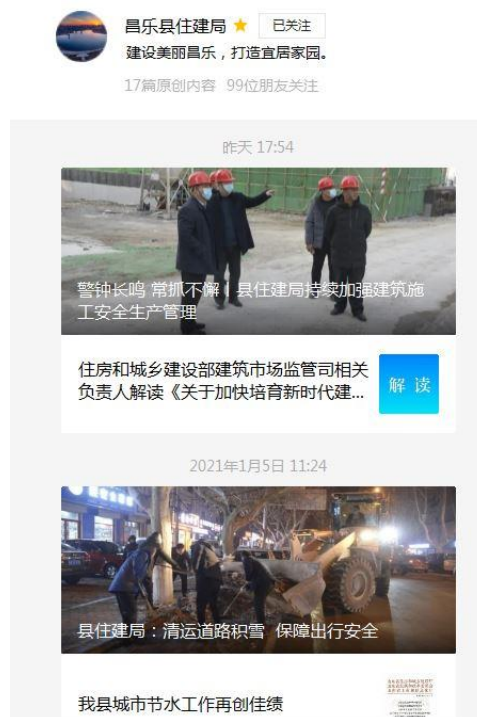 昌乐县住建局
已关注
建设美丽昌乐，打造宜居家园。
17篇原创内容 99位朋友关注
昨天 17:54
警钟长鸣 常抓不懈 | 县住建局持续加强建筑施
工安全生产管理
住房和城乡建设部建筑市场监管司相关
负责人解读《关于加快培育新时代建...
解 读
2021年1月5日 11:24
县住建局：清运道路积雪 保障出行安全
我县城市节水工作再创佳绩